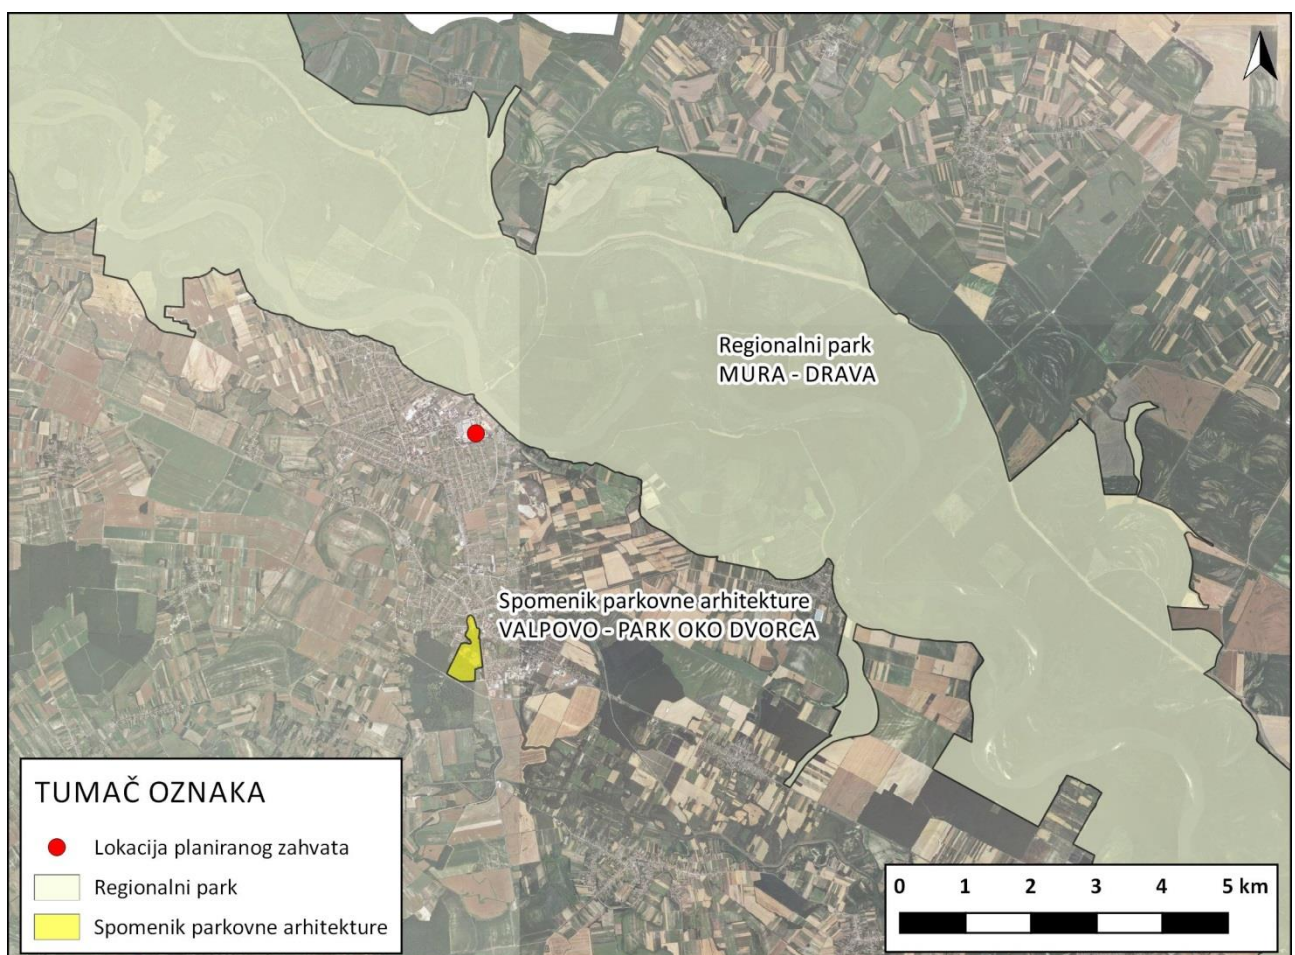 Regionalni park
MURA - DRAVA
Spomenik parkovne arhitekture
VALPOVO - PARK OKO DVORCA
TUMAČ OZNAKA
Lokacija planiranog zahvata
Regionalni park
Spomenik parkovne arhitekture
0 1 2 3 4 5 km